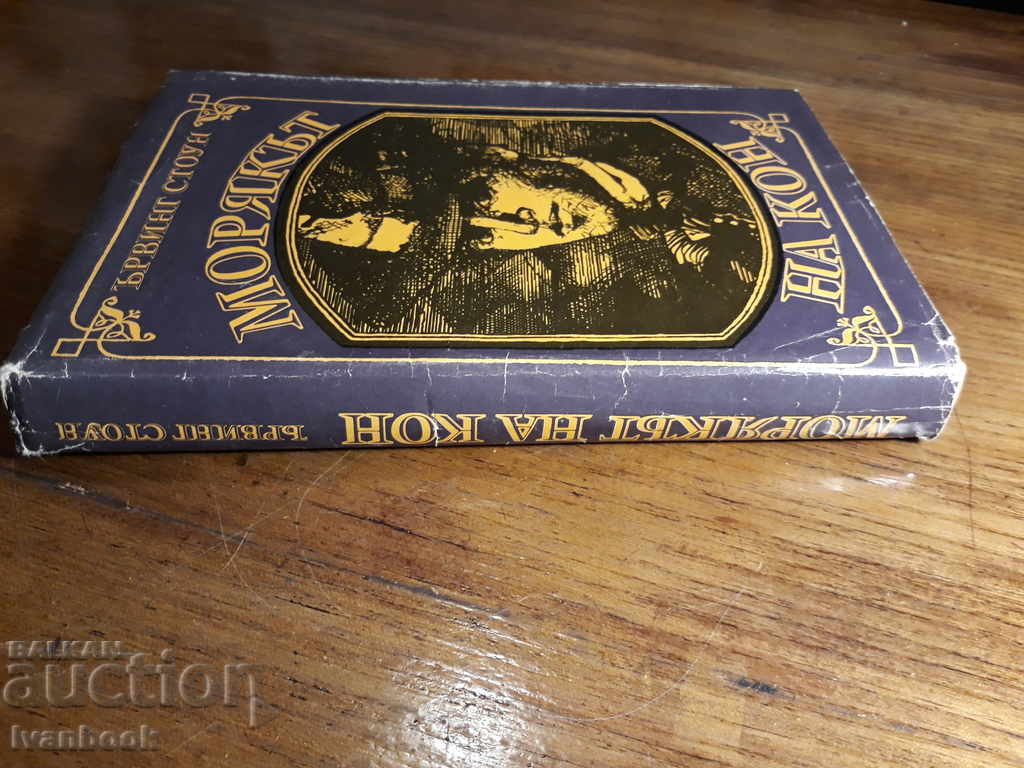 ЪРВИНГ СТОУН
МОРЯКЪТ
НА КОН
ЪРВИНГ СТОУН МОРЯКЪТ НА КОН
BALKAN
auction
Ivanbook